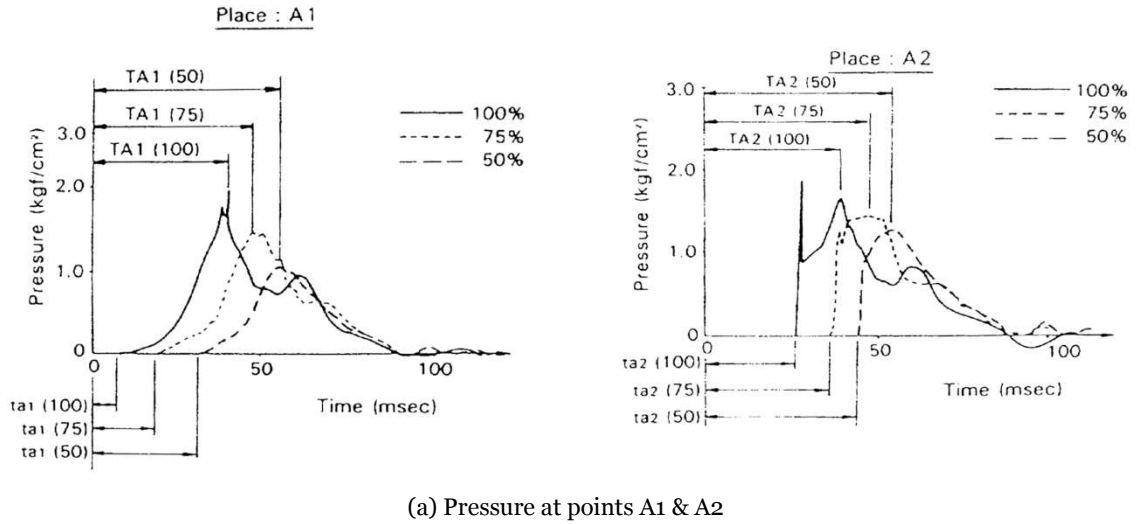 Place : A1
TA1 (50)
TA1 (75)
TA1 (100)
100%
75%
50%
Pressure (kgf/cm²)
3.0
2.0
1.0
0
0
50
100
Time (msec)
ta1 (100)
ta1 (75)
ta1 (50)
Place : A2
TA2 (50)
TA2 (75)
TA2 (100)
100%
75%
50%
Pressure (kgf/cm²)
3.0
2.0
1.0
0
0
50
100
Time (msec)
ta2 (100)
ta2 (75)
ta2 (50)
(a) Pressure at points A1 & A2